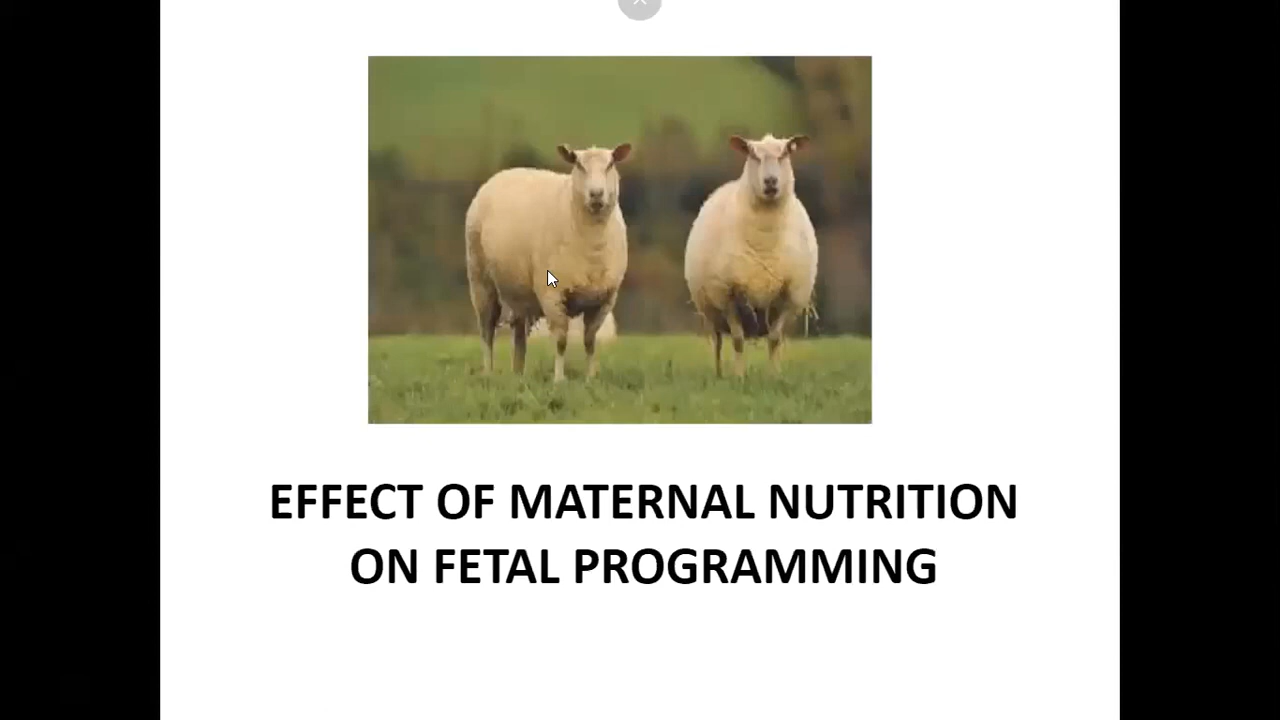 EFFECT OF MATERNAL NUTRITION
ON FETAL PROGRAMMING